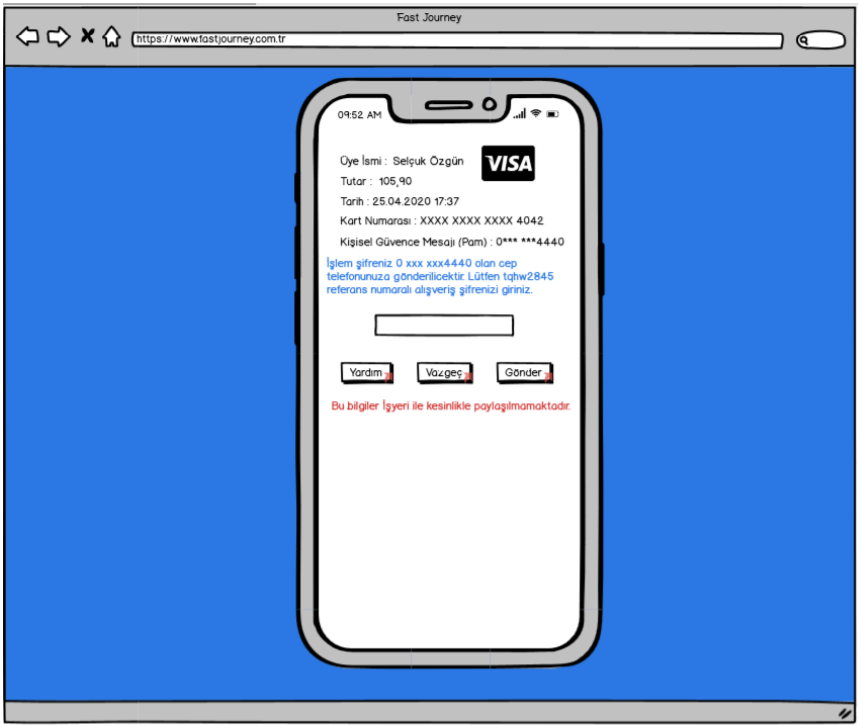 Fast Journey
https://www.fastjourney.com.tr
09:52 AM
Üye İsmi : Selçuk Özgün
VISA
Tutar : 105,90
Tarih : 25.04.2020 17:37
Kart Numarası : XXXX XXXX XXXX 4042
Kişisel Güvence Mesajı (Pam) : 0*** ***4440
İşlem şifreniz 0 xxx xxx4440 olan cep
telefonunuza gönderilicektir. Lütfen tqhw2845
referans numaralı alışveriş şifrenizi giriniz.
Yardım
Vazgeç
Gönder
Bu bilgiler İşyeri ile kesinlikle paylaşılmamaktadır.